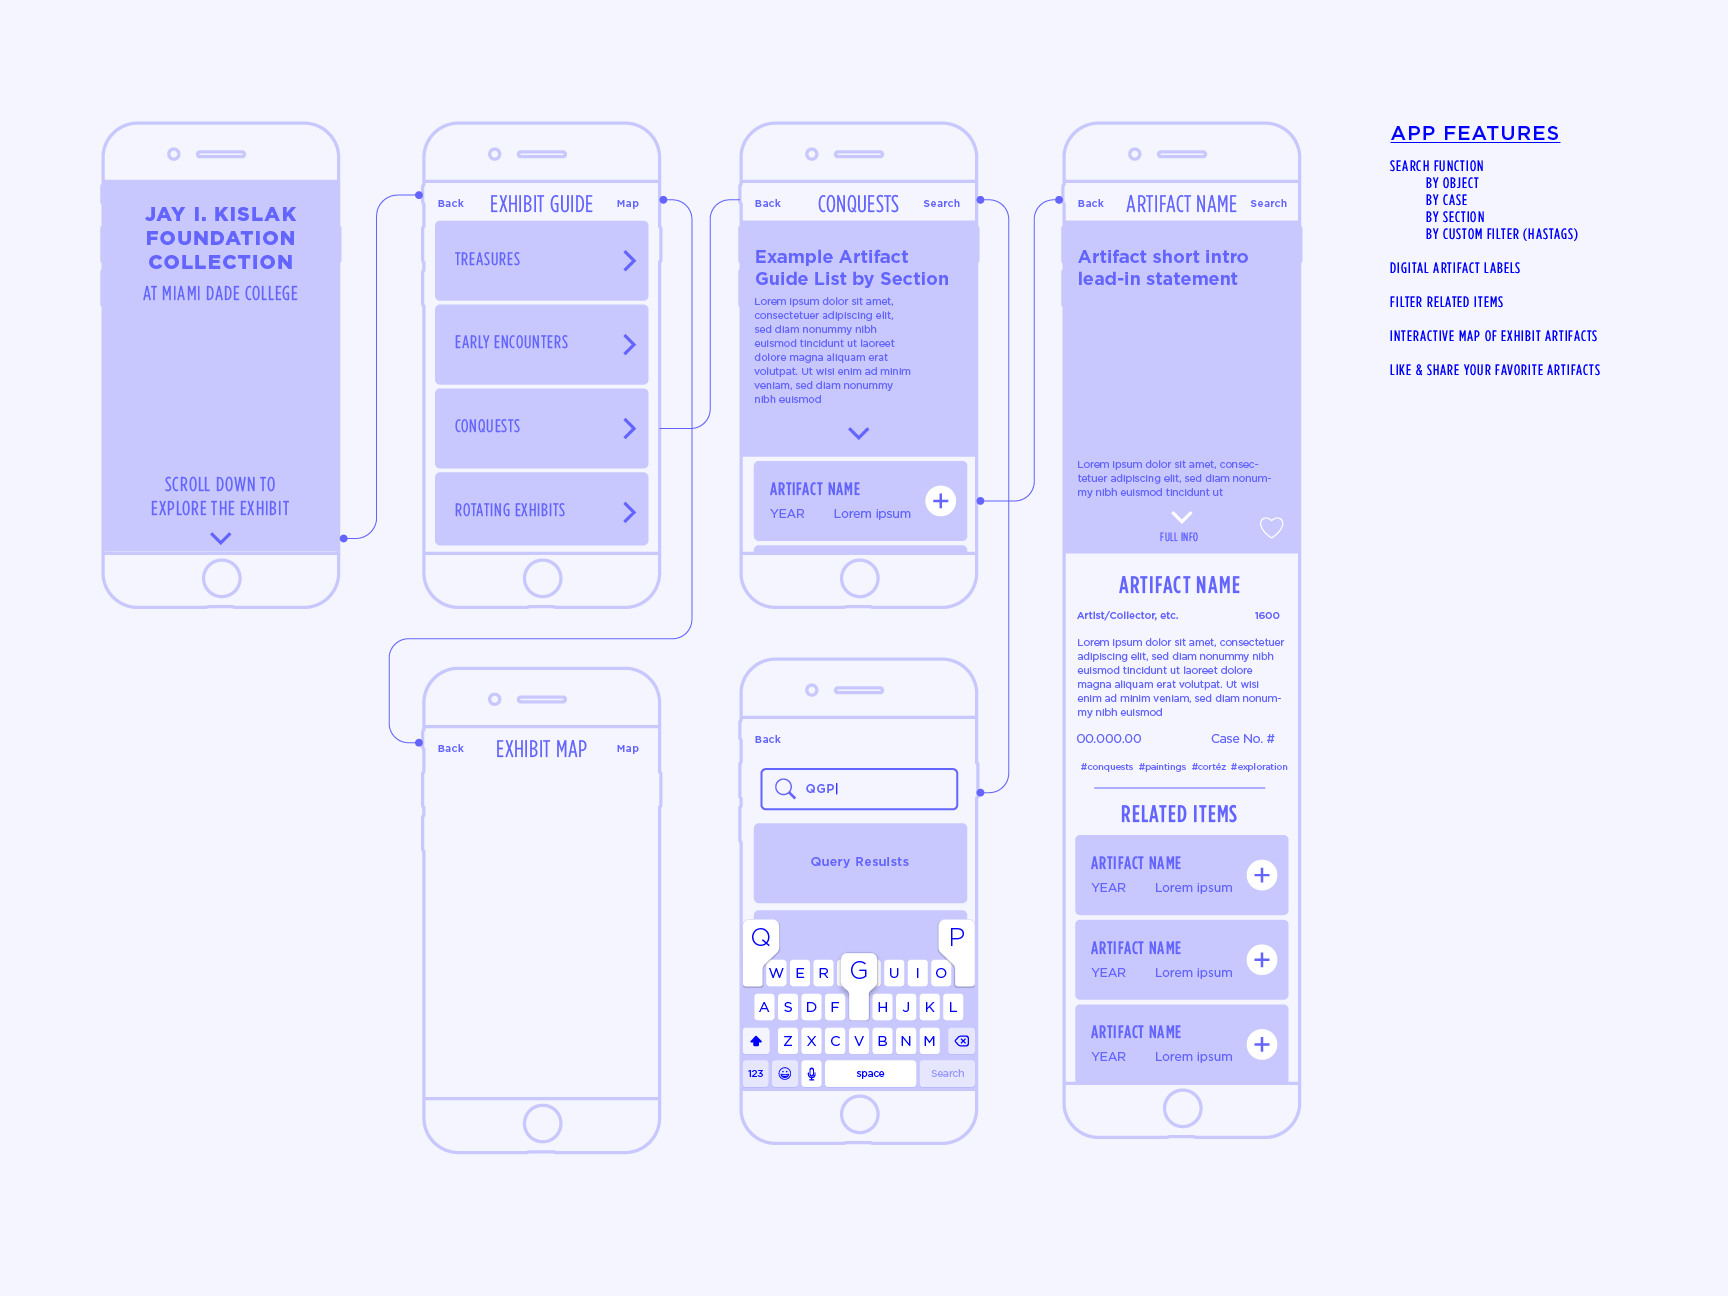 JAY I. KISLAK
FOUNDATION
COLLECTION
AT MIAMI DADE COLLEGE
SCROLL DOWN TO
EXPLORE THE EXHIBIT
Back EXHIBIT GUIDE Map
TREASURES
EARLY ENCOUNTERS
CONQUESTS
ROTATING EXHIBITS
Back CONQUESTS Search
Example Artifact
Guide List by Section
Lorem ipsum dolor sit amet,
consectetuer adipiscing elit,
sed diam nonummy nibh
euismod tincidunt ut laoreet
dolore magna aliquam erat
volutpat. Ut wisi enim ad minim
veniam, sed diam nonummy
nibh euismod
ARTIFACT NAME
YEAR Lorem ipsum
Back ARTIFACT NAME Search
Artifact short intro
lead-in statement
Lorem ipsum dolor sit amet, consec-
tetuer adipiscing elit, sed diam nonum-
my nibh euismod tincidunt ut
FULL INFO
ARTIFACT NAME
Artist/Collector, etc. 1600
Lorem ipsum dolor sit amet, consectetuer
adipiscing elit, sed diam nonummy nibh
euismod tincidunt ut laoreet dolore
magna aliquam erat volutpat. Ut wisi
enim ad minim veniam, sed diam nonum-
my nibh euismod
00.000.00 Case No. #
#conquests #paintings #cortéz #exploration
RELATED ITEMS
ARTIFACT NAME
YEAR Lorem ipsum
ARTIFACT NAME
YEAR Lorem ipsum
ARTIFACT NAME
YEAR Lorem ipsum
APP FEATURES
SEARCH FUNCTION
BY OBJECT
BY CASE
BY SECTION
BY CUSTOM FILTER (HASTAGS)
DIGITAL ARTIFACT LABELS
FILTER RELATED ITEMS
INTERACTIVE MAP OF EXHIBIT ARTIFACTS
LIKE & SHARE YOUR FAVORITE ARTIFACTS
Back EXHIBIT MAP Map
Back
QGP
Query Resulsts
Q P
W E R G U I O
A S D F H J K L
Z X C V B N M
123 space Search